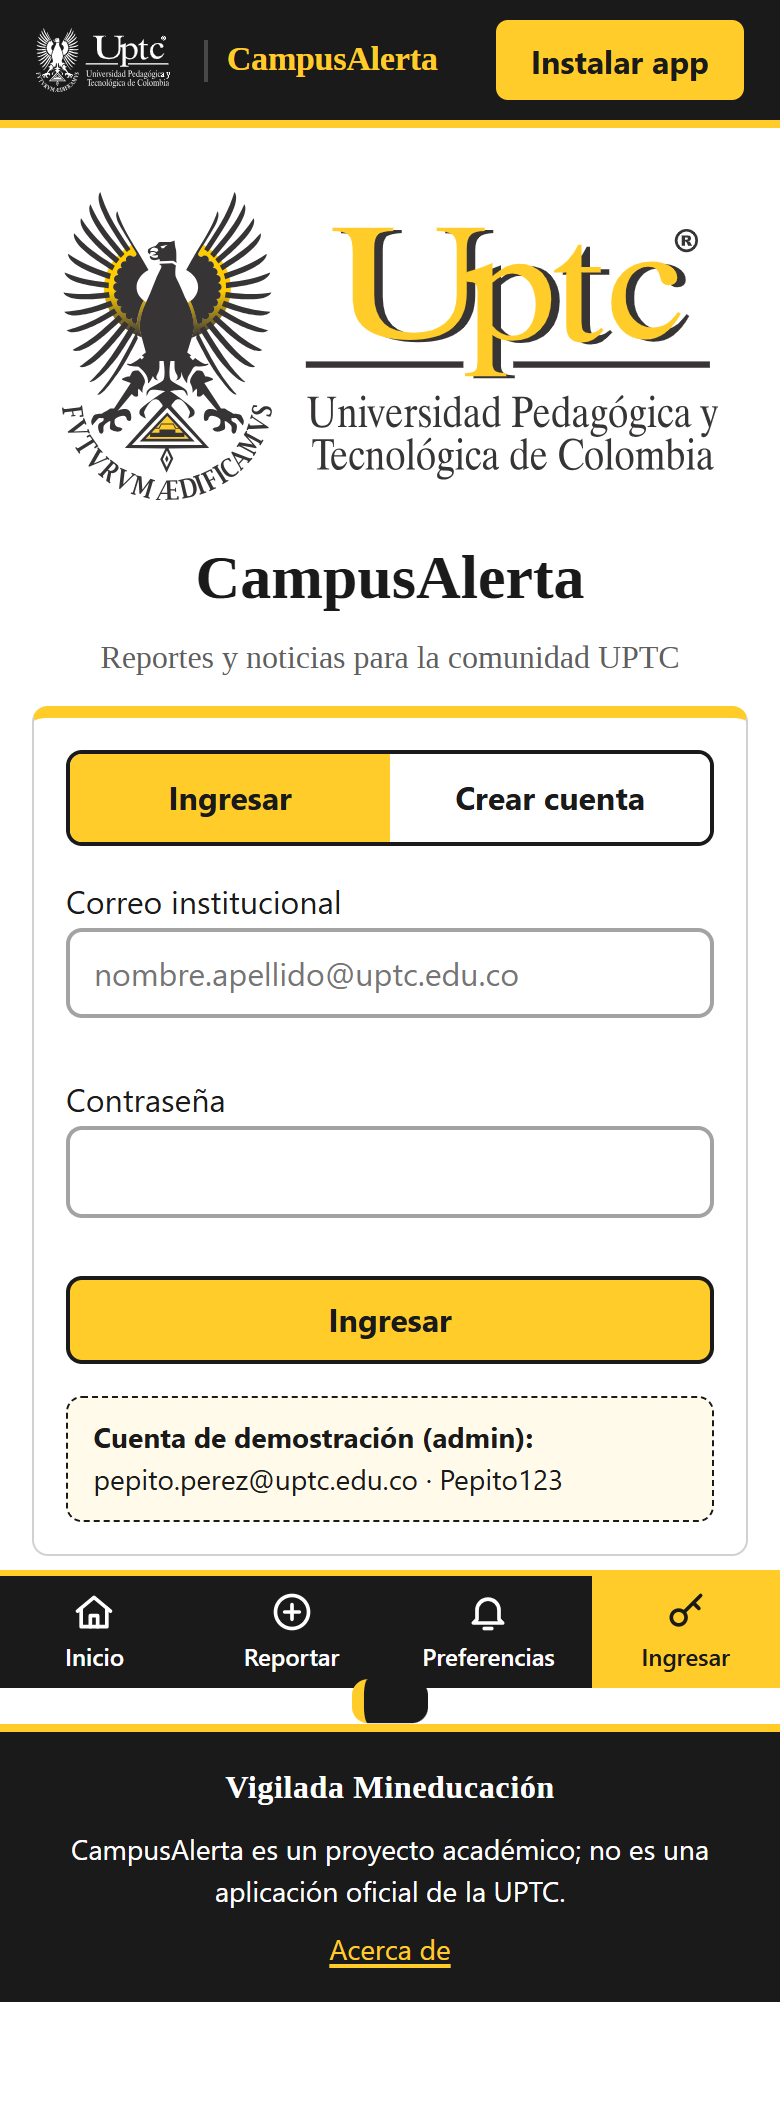 Uptc®
Universidad Pedagógica y
Tecnológica de Colombia
FVTVRVM ÆDIFICAMVS
CampusAlerta
Instalar app
Uptc®
Universidad Pedagógica y
Tecnológica de Colombia
FVTVRVM ÆDIFICAMVS
CampusAlerta
Reportes y noticias para la comunidad UPTC
Ingresar
Crear cuenta
Correo institucional
nombre.apellido@uptc.edu.co
Contraseña
Ingresar
Cuenta de demostración (admin):
pepito.perez@uptc.edu.co · Pepito123
Inicio
Reportar
Preferencias
Ingresar
Vigilada Mineducación
CampusAlerta es un proyecto académico; no es una
aplicación oficial de la UPTC.
Acerca de